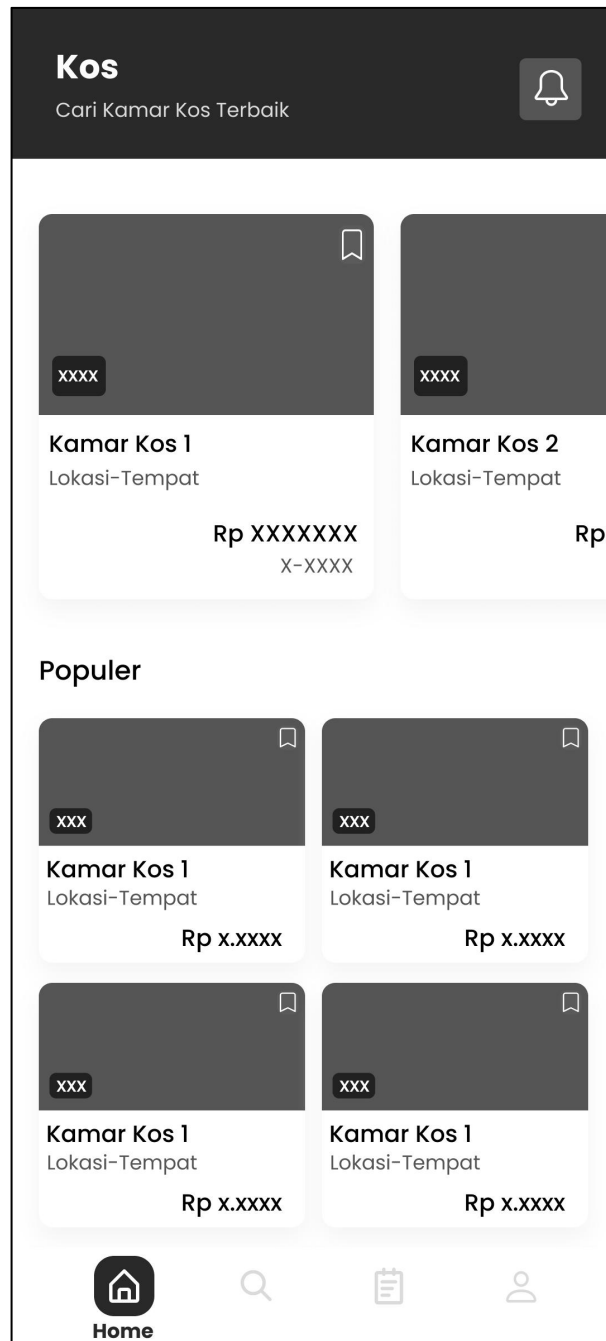 Kos
Cari Kamar Kos Terbaik
xxxx
xxxx
Kamar Kos 1
Kamar Kos 2
Lokasi-Tempat
Lokasi-Tempat
Rp XXXXXXX
Rp
X-XXXX
Populer
xxx
xxx
Kamar Kos 1
Kamar Kos 1
Lokasi-Tempat
Lokasi-Tempat
Rp x.xxxx
Rp x.xxxx
xxx
xxx
Kamar Kos 1
Kamar Kos 1
Lokasi-Tempat
Lokasi-Tempat
Rp x.xxxx
Rp x.xxxx
Home